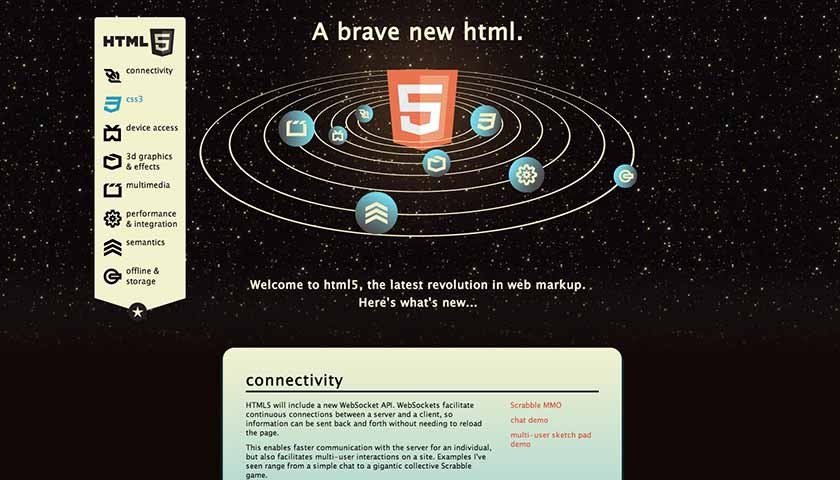 HTML5
connectivity
css3
device access
3d graphics
& effects
multimedia
performance
& integration
semantics
offline &
storage
A brave new html.
5
Welcome to html5, the latest revolution in web markup.
Here's what's new...
connectivity
HTML5 will include a new WebSocket API. WebSockets facilitate
continuous connections between a server and a client, so
information can be sent back and forth without needing to reload
the page.
This enables faster communication with the server for an individual,
but also facilitates multi-user interactions on a site. Examples I've
seen range from a simple chat to a gigantic collective Scrabble
game.
Scrabble MMO
chat demo
multi-user sketch pad
demo